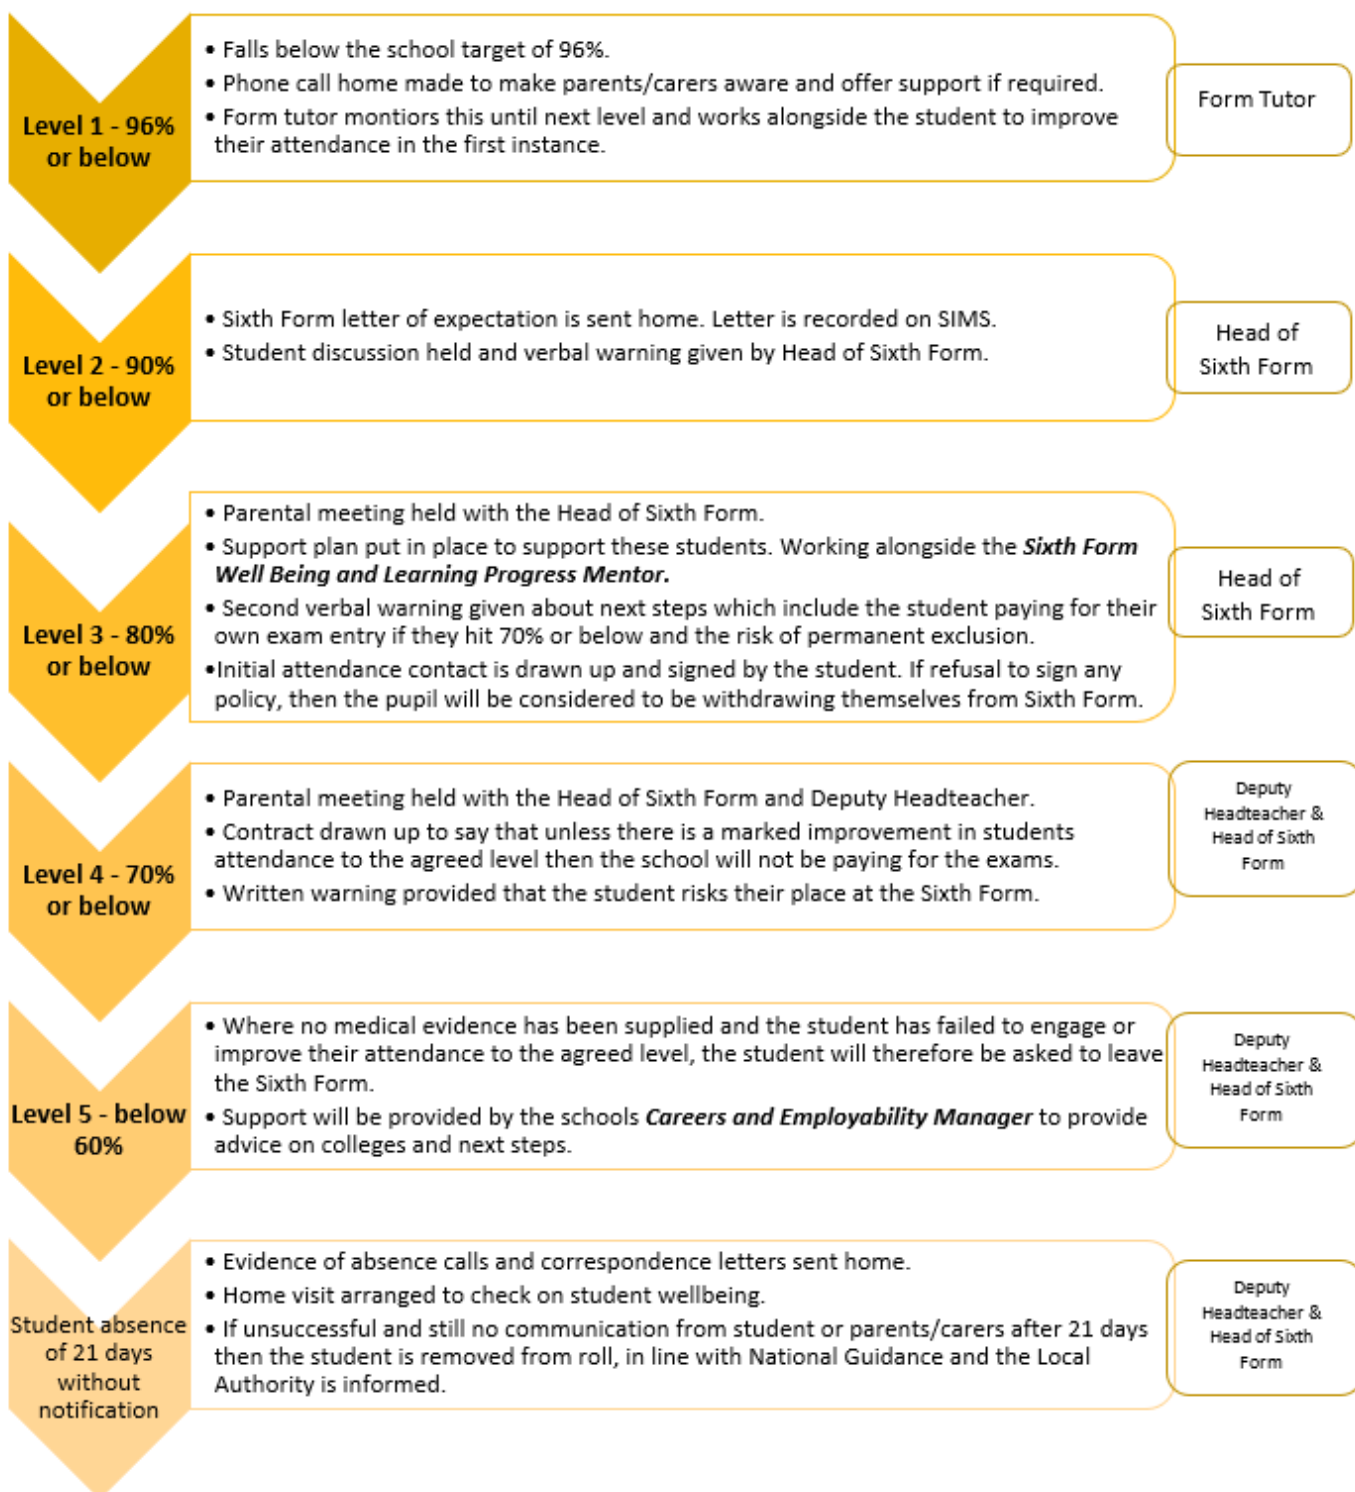 Level 1 - 96%
or below
• Falls below the school target of 96%.
• Phone call home made to make parents/carers aware and offer support if required.
• Form tutor montiors this until next level and works alongside the student to improve
their attendance in the first instance.
Form Tutor
Level 2 - 90%
or below
• Sixth Form letter of expectation is sent home. Letter is recorded on SIMS.
• Student discussion held and verbal warning given by Head of Sixth Form.
Head of
Sixth Form
Level 3 - 80%
or below
• Parental meeting held with the Head of Sixth Form.
• Support plan put in place to support these students. Working alongside the Sixth Form
Well Being and Learning Progress Mentor.
• Second verbal warning given about next steps which include the student paying for their
own exam entry if they hit 70% or below and the risk of permanent exclusion.
•Initial attendance contact is drawn up and signed by the student. If refusal to sign any
policy, then the pupil will be considered to be withdrawing themselves from Sixth Form.
Head of
Sixth Form
Level 4 - 70%
or below
• Parental meeting held with the Head of Sixth Form and Deputy Headteacher.
• Contract drawn up to say that unless there is a marked improvement in students
attendance to the agreed level then the school will not be paying for the exams.
• Written warning provided that the student risks their place at the Sixth Form.
Deputy
Headteacher &
Head of Sixth
Form
Level 5 - below
60%
• Where no medical evidence has been supplied and the student has failed to engage or
improve their attendance to the agreed level, the student will therefore be asked to leave
the Sixth Form.
• Support will be provided by the schools Careers and Employability Manager to provide
advice on colleges and next steps.
Deputy
Headteacher &
Head of Sixth
Form
Student absence
of 21 days
without
notification
• Evidence of absence calls and correspondence letters sent home.
• Home visit arranged to check on student wellbeing.
• If unsuccessful and still no communication from student or parents/carers after 21 days
then the student is removed from roll, in line with National Guidance and the Local
Authority is informed.
Deputy
Headteacher &
Head of Sixth
Form